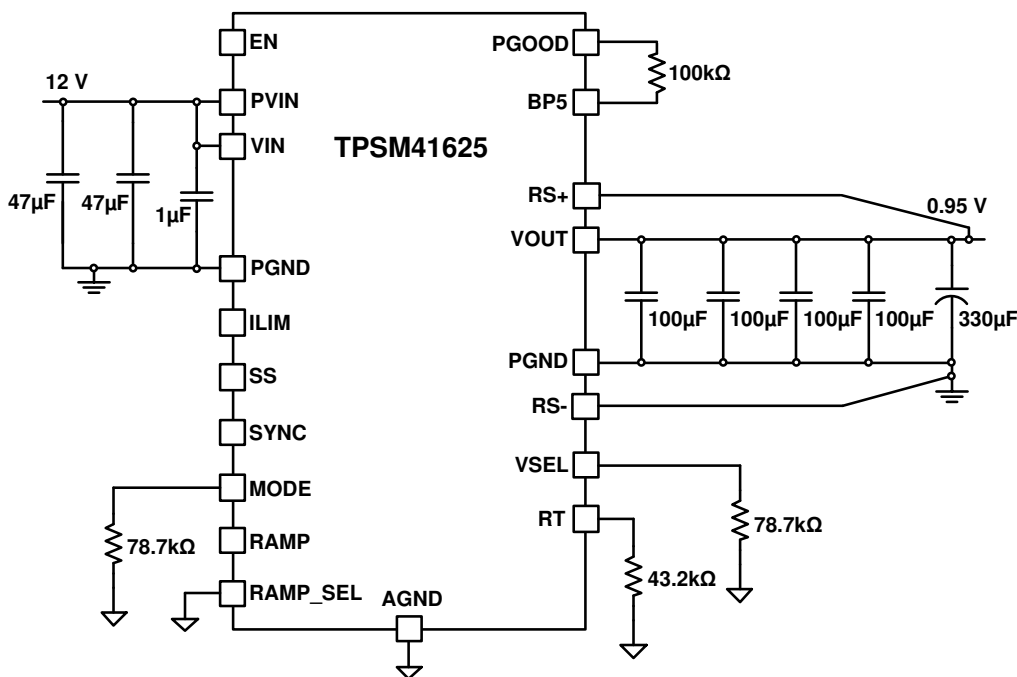 EN
PGOOD
100kΩ
12 V
PVIN
BP5
VIN
TPSM41625
47µF
47µF
1µF
RS+
0.95 V
VOUT
PGND
100µF
100µF
100µF
100µF
330µF
ILIM
PGND
SS
RS-
SYNC
VSEL
MODE
RT
78.7kΩ
78.7kΩ
RAMP
43.2kΩ
RAMP_SEL
AGND